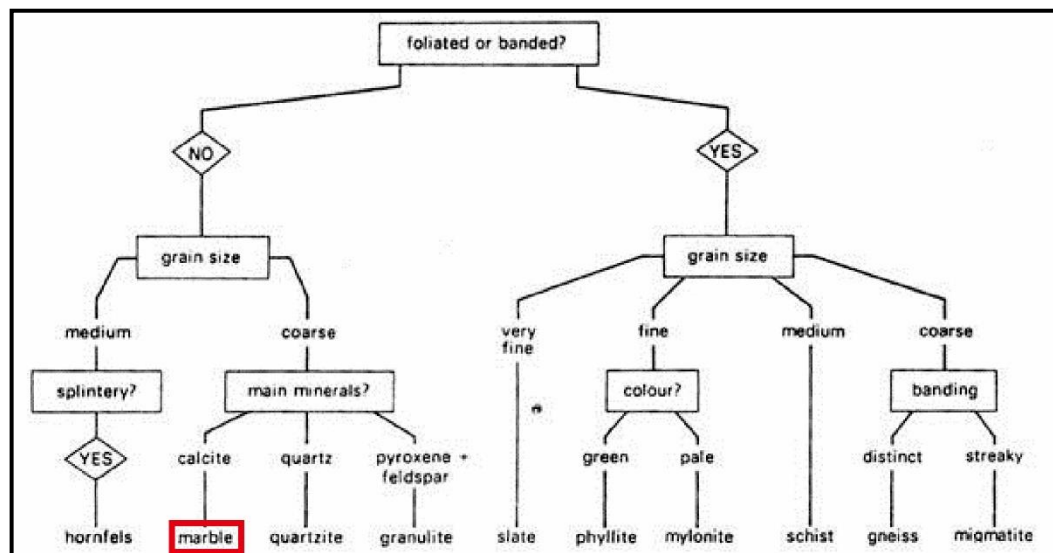 foliated or banded?
NO
YES
grain size
grain size
medium
coarse
very
fine
fine
medium
coarse
splintery?
main minerals?
colour?
banding
YES
calcite
quartz
pyroxene +
feldspar
green
pale
distinct
streaky
hornfels
marble
quartzite
granulite
slate
phyllite
mylonite
schist
gneiss
migmatite